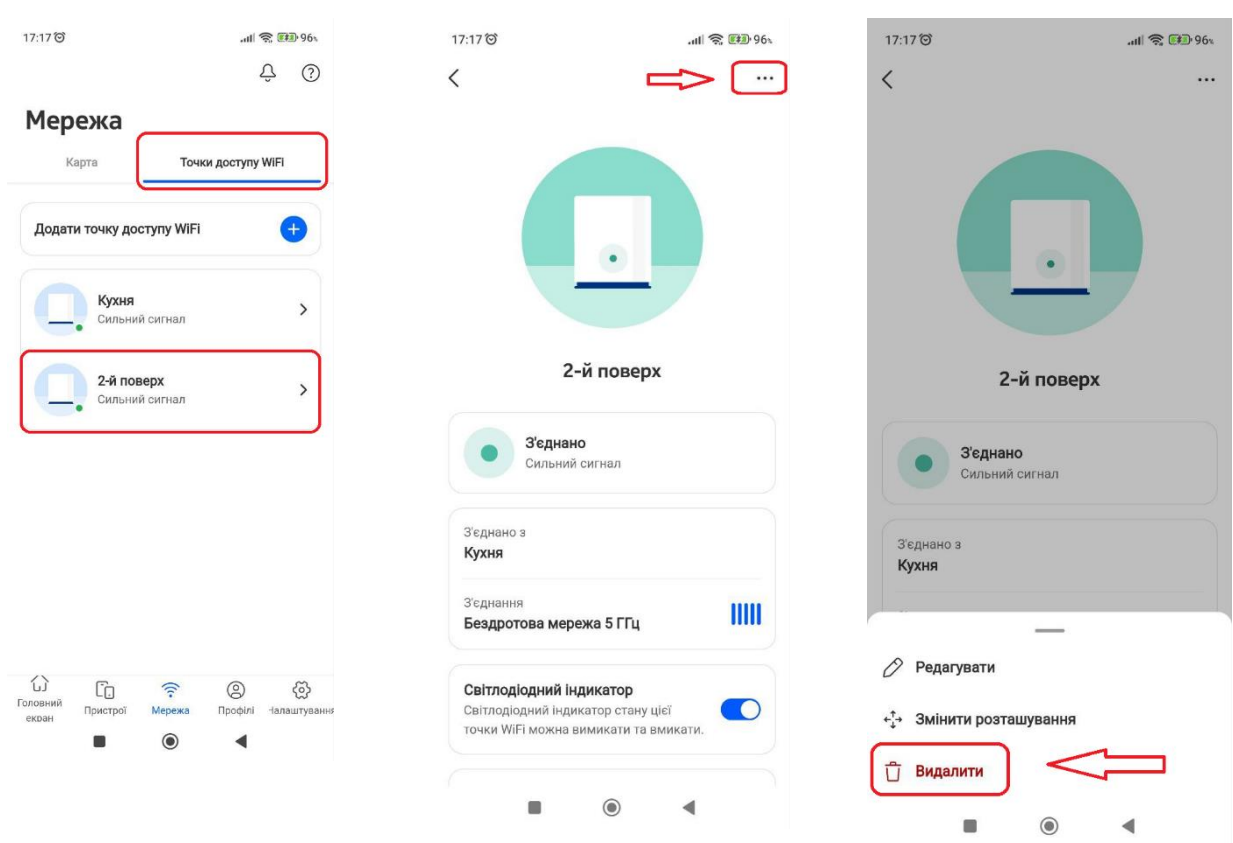 17:17
96%
Мережа
Карта
Точки доступу WiFi
Додати точку доступу WiFi
Кухня
Сильний сигнал
2-й поверх
Сильний сигнал
Головний екран
Пристрої
Мережа
Профілі
Налаштування
17:17
96%
2-й поверх
З'єднано
Сильний сигнал
З'єднано з
Кухня
З'єднання
Бездротова мережа 5 ГГц
Світлодіодний індикатор
Світлодіодний індикатор стану цієї
точки WiFi можна вимикати та вмикати.
17:17
96%
2-й поверх
З'єднано
Сильний сигнал
З'єднано з
Кухня
Редагувати
Змінити розташування
Видалити